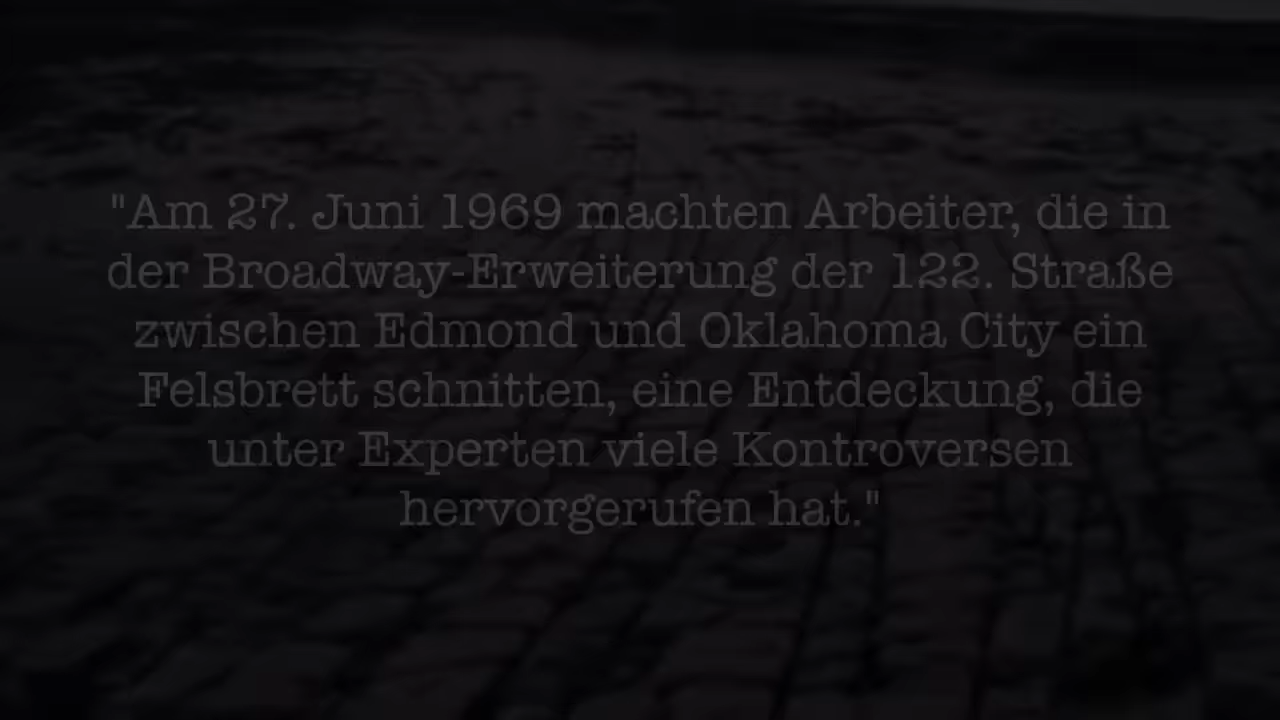 "Am 27. Juni 1969 machten Arbeiter, die in
der Broadway-Erweiterung der 122. Straße
zwischen Edmond und Oklahoma City ein
Felsbrett schnitten, eine Entdeckung, die
unter Experten viele Kontroversen
hervorgerufen hat."